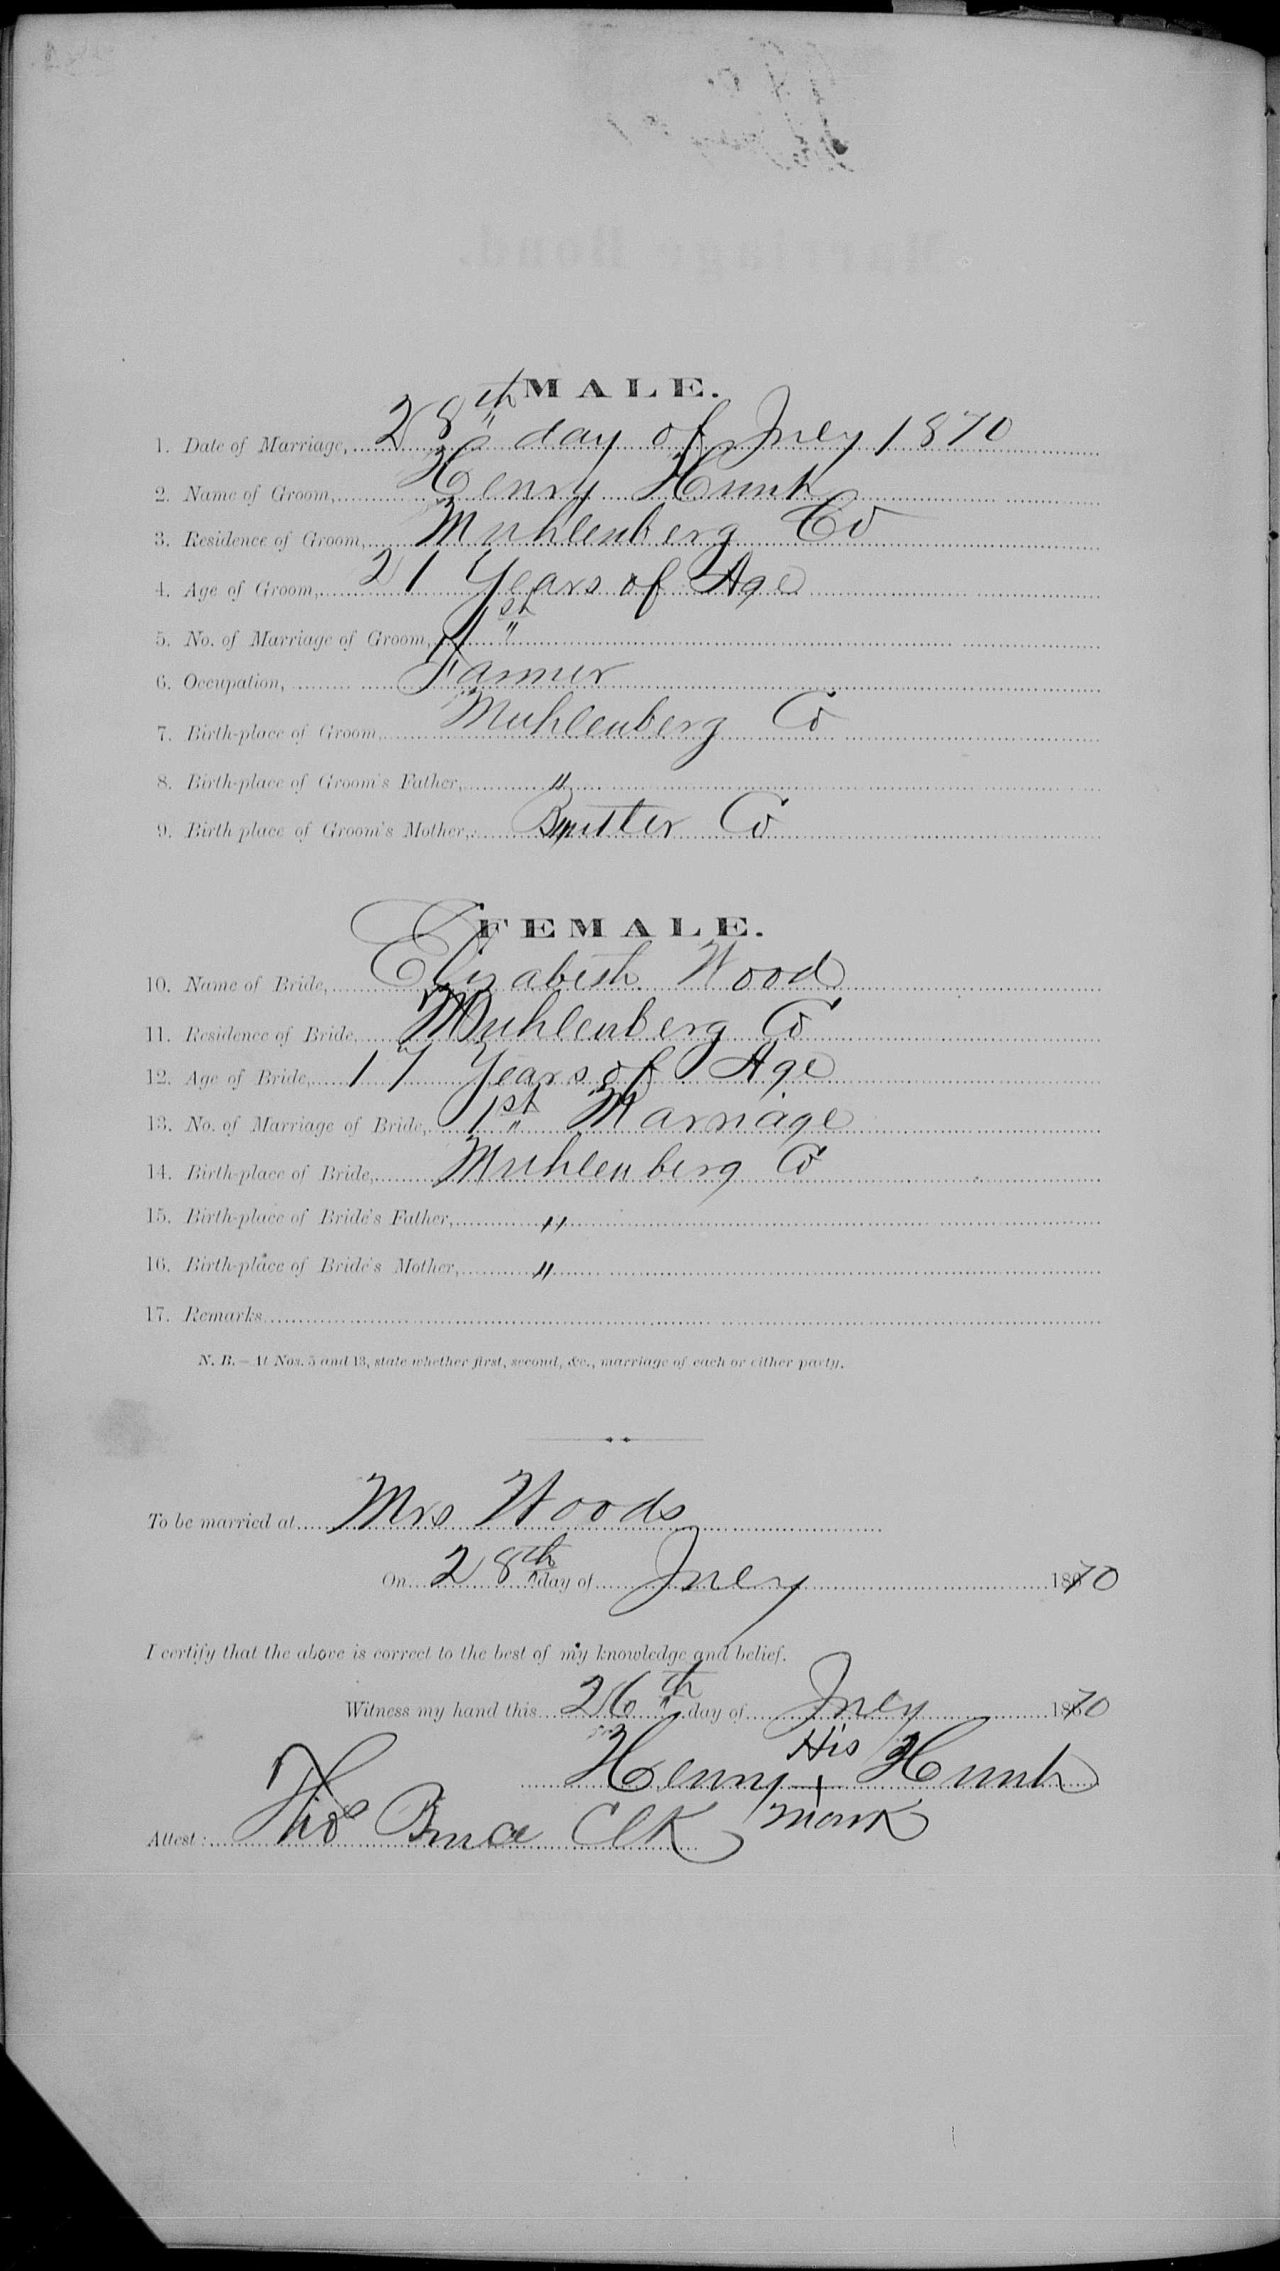 MALE.
1. Date of Marriage, 28th day of July 1870
2. Name of Groom, Henry Hunt
3. Residence of Groom, Muhlenberg Co
4. Age of Groom, 21 Years of Age
5. No. of Marriage of Groom, 1st
6. Occupation, Farmer
7. Birth-place of Groom, Muhlenberg Co
8. Birth-place of Groom's Father, "
9. Birth place of Groom's Mother, Butler Co
FEMALE.
10. Name of Bride, Elizabeth Wood
11. Residence of Bride, Muhlenberg Co
12. Age of Bride, 17 Years of Age
13. No. of Marriage of Bride, 1st Marriage
14. Birth-place of Bride, Muhlenberg Co
15. Birth-place of Bride's Father, "
16. Birth-place of Bride's Mother, "
17. Remarks
N. B.—At Nos. 5 and 13, state whether first, second, &c., marriage of each or either party.
To be married at Mrs Woods
On 28th day of July 1870
I certify that the above is correct to the best of my knowledge and belief.
Witness my hand this 26th day of July 1870
Henry His Hunt
mark
Attest: Thos Bruce Clk